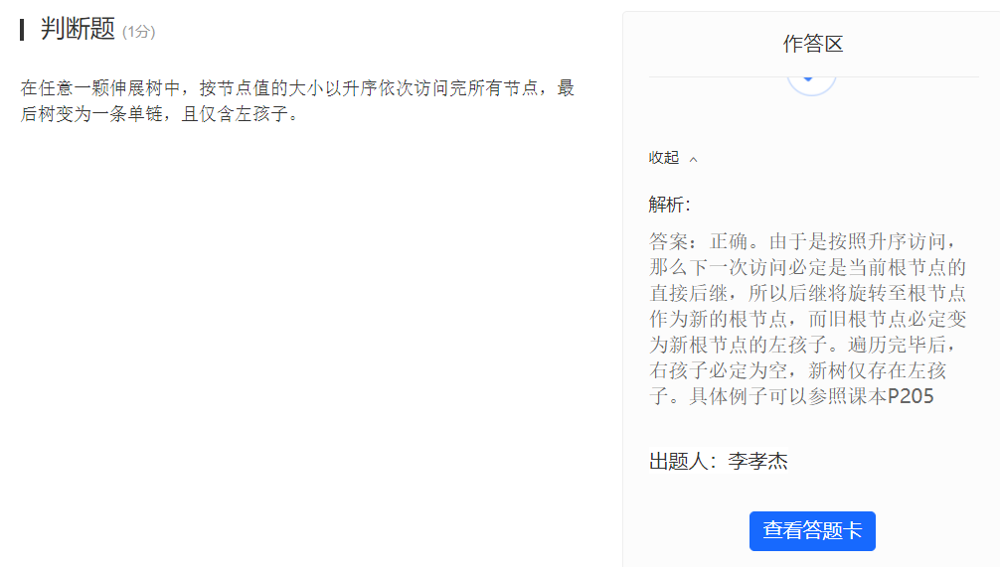 判断题 (1分)
在任意一颗伸展树中，按节点值的大小以升序依次访问完所有节点，最
后树变为一条单链，且仅含左孩子。
作答区
收起
解析：
答案：正确。由于是按照升序访问，
那么下一次访问必定是当前根节点的
直接后继，所以后继将旋转至根节点
作为新的根节点，而旧根节点必定变
为新根节点的左孩子。遍历完毕后，
右孩子必定为空，新树仅存在左孩
子。具体例子可以参照课本P205
出题人：李孝杰
查看答题卡